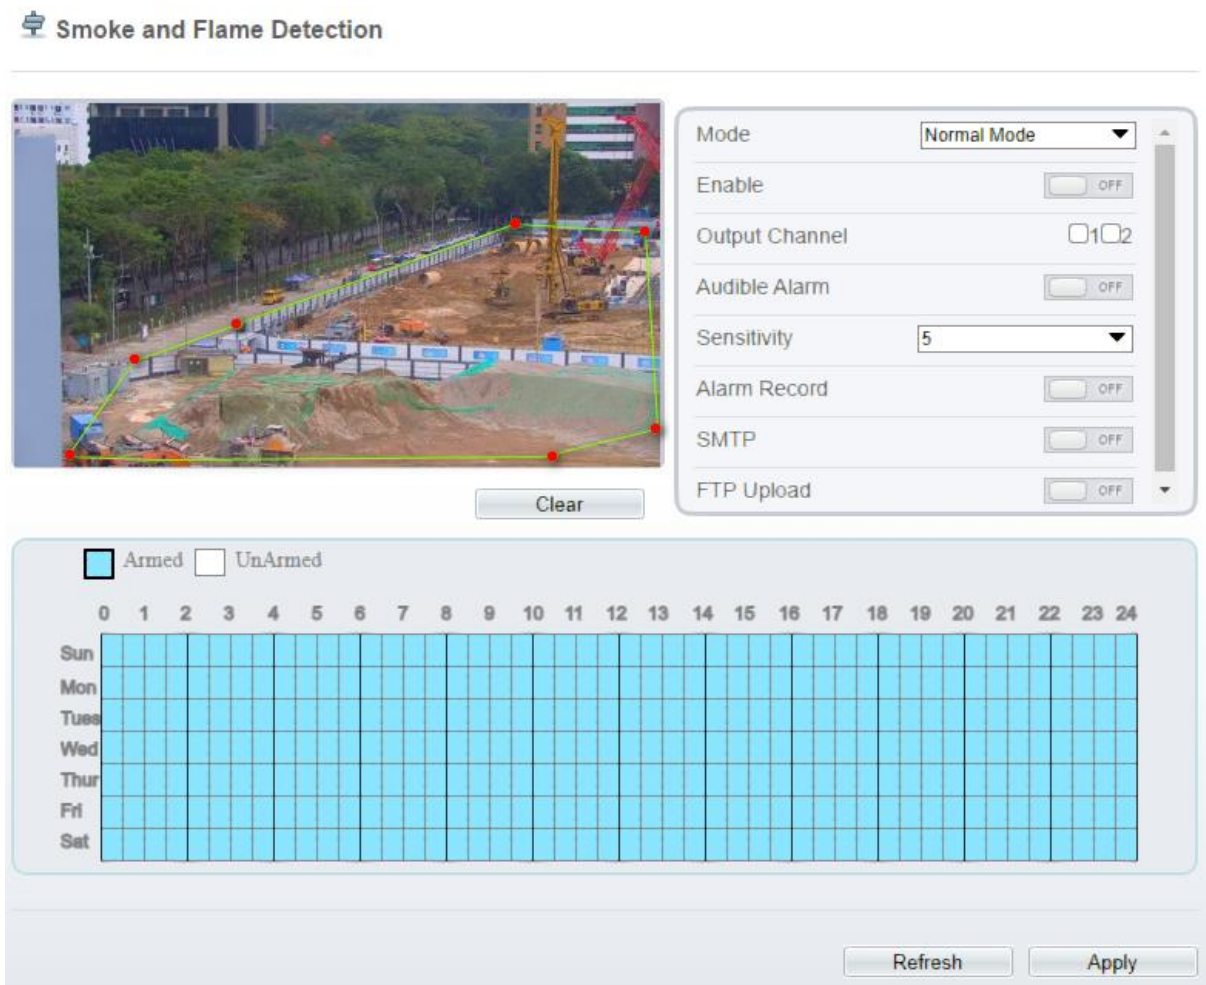 Smoke and Flame Detection
Mode Normal Mode
Enable OFF
Output Channel 1 2
Audible Alarm OFF
Sensitivity 5
Alarm Record OFF
SMTP OFF
FTP Upload OFF
Clear
Armed UnArmed
0 1 2 3 4 5 6 7 8 9 10 11 12 13 14 15 16 17 18 19 20 21 22 23 24
Sun
Mon
Tues
Wed
Thur
Fri
Sat
Refresh Apply